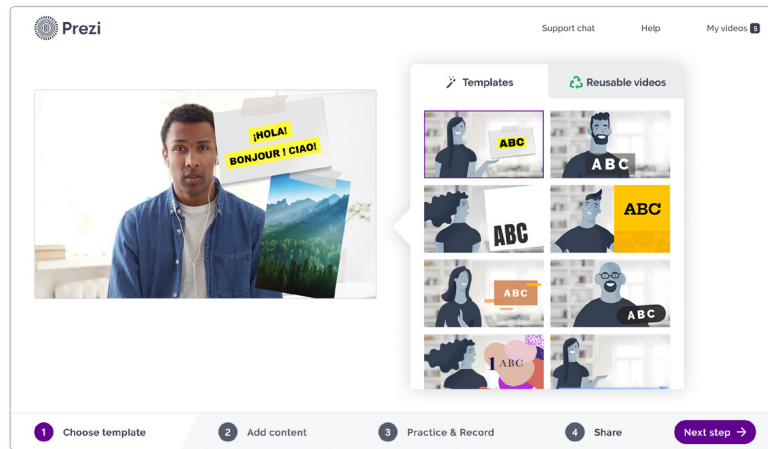 Prezi
Support chat Help My videos 5
Templates Reusable videos
¡HOLA!
BONJOUR ! CIAO!
ABC
ABC
ABC
ABC
ABC
ABC
1 ABC
1 Choose template 2 Add content 3 Practice & Record 4 Share Next step →